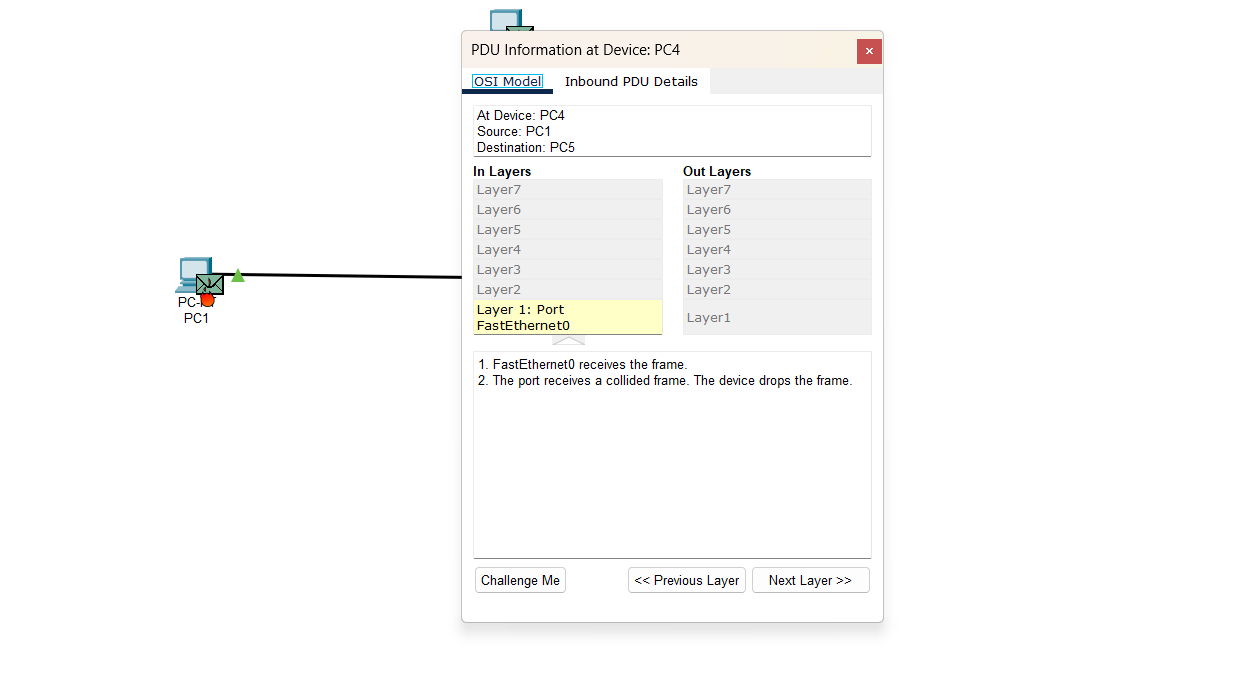 PDU Information at Device: PC4
OSI Model Inbound PDU Details
At Device: PC4
Source: PC1
Destination: PC5
In Layers Out Layers
Layer7 Layer7
Layer6 Layer6
Layer5 Layer5
Layer4 Layer4
Layer3 Layer3
Layer2 Layer2
Layer 1: Port
FastEthernet0
Layer1
1. FastEthernet0 receives the frame.
2. The port receives a collided frame. The device drops the frame.
Challenge Me << Previous Layer Next Layer >>
PC1